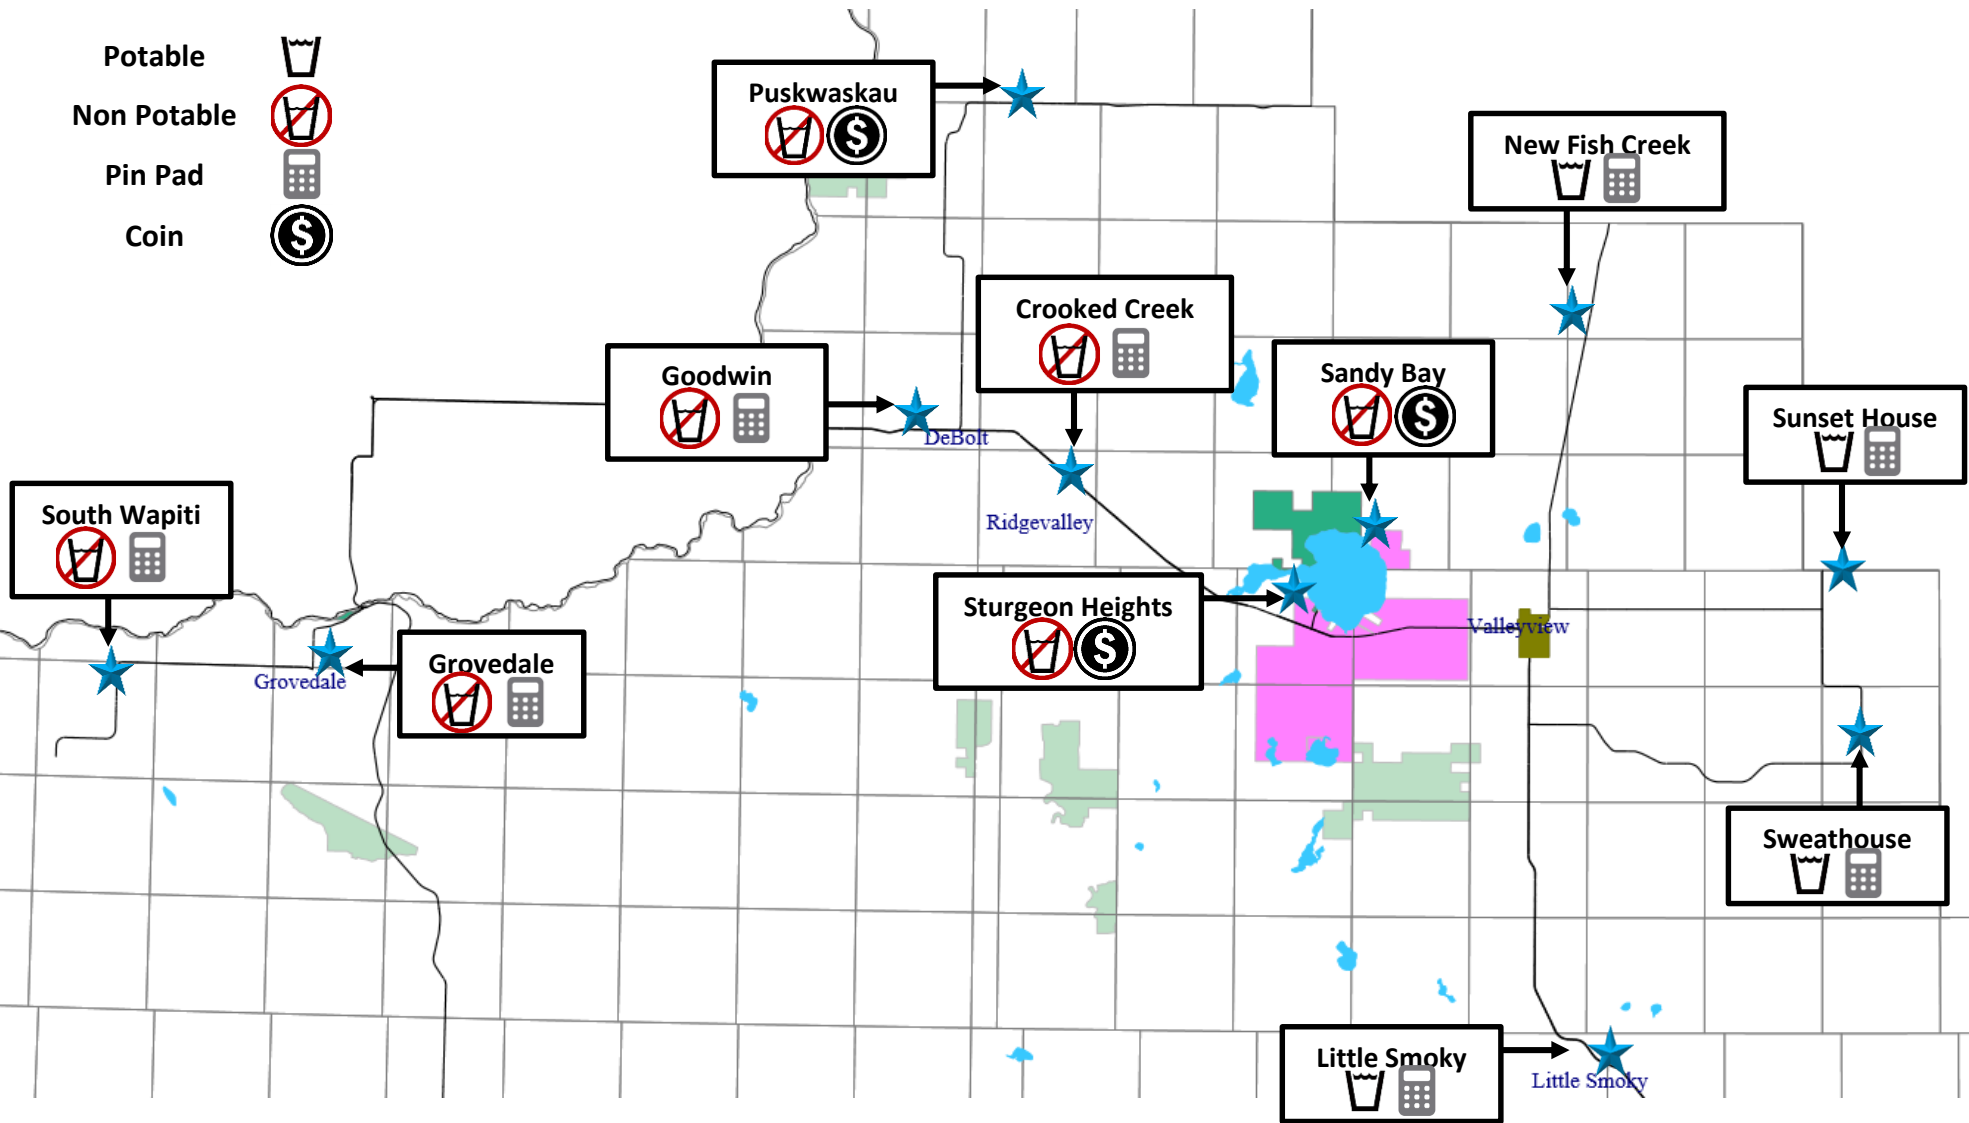 Potable
Non Potable
Pin Pad
Coin
Puskwaskau
$
New Fish Creek
Crooked Creek
Sandy Bay
$
Goodwin
DeBolt
Sunset House
South Wapiti
Ridgevalley
Sturgeon Heights
$
Valleyview
Grovedale
Grovedale
Sweathouse
Little Smoky
Little Smoky
$